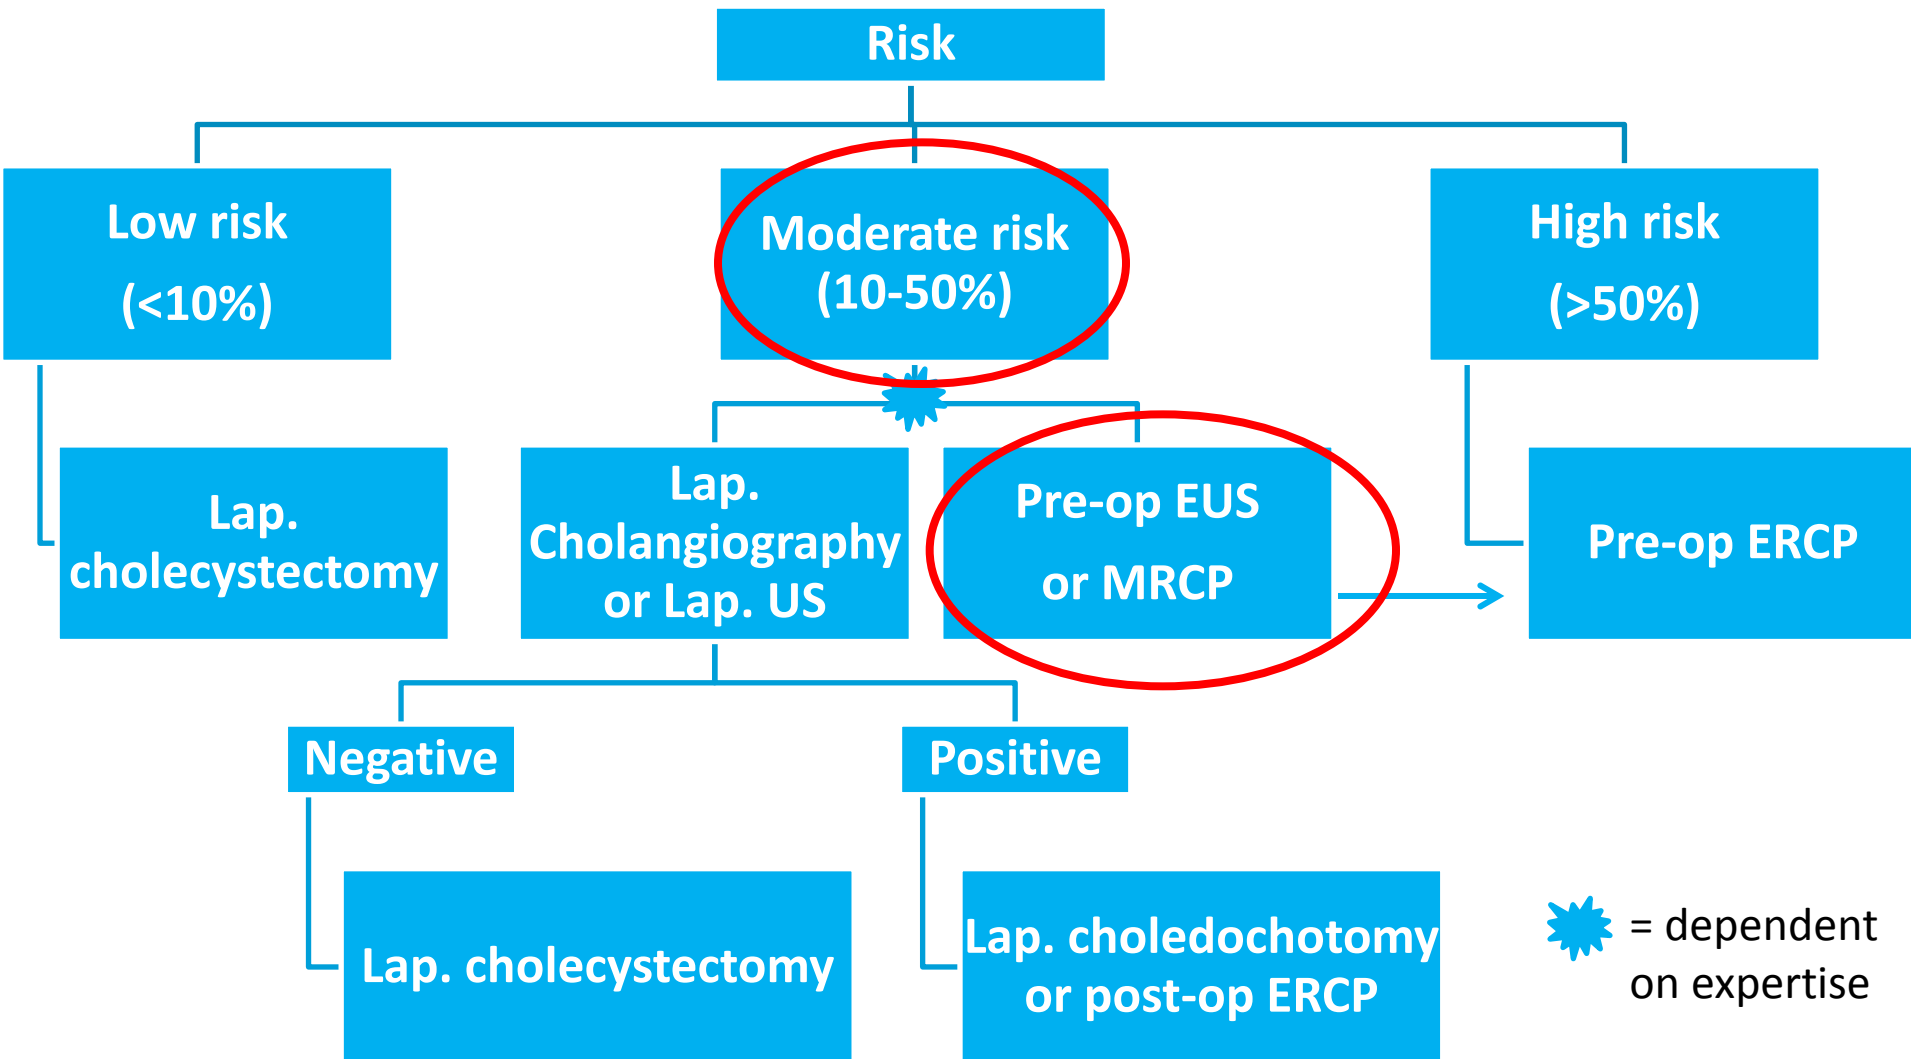 Risk
Low risk
(<10%)
Moderate risk
(10-50%)
High risk
(>50%)
Lap.
cholecystectomy
Lap.
Cholangiography
or Lap. US
Pre-op EUS
or MRCP
Pre-op ERCP
Negative
Positive
Lap. cholecystectomy
Lap. choledochotomy
or post-op ERCP
= dependent
on expertise